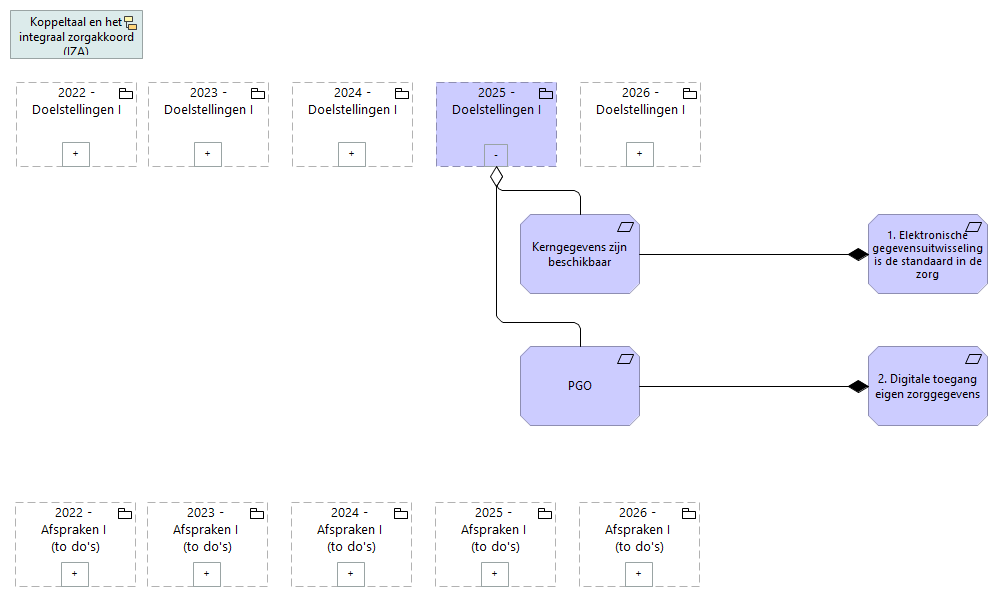 Koppeltaal en het
integraal zorgakkoord
(IZA)
2022 -
Doelstellingen I
+
2023 -
Doelstellingen I
+
2024 -
Doelstellingen I
+
2025 -
Doelstellingen I
-
2026 -
Doelstellingen I
+
Kerngegevens zijn
beschikbaar
1. Elektronische
gegevensuitwisseling
is de standaard in de
zorg
PGO
2. Digitale toegang
eigen zorggegevens
2022 -
Afspraken I
(to do's)
+
2023 -
Afspraken I
(to do's)
+
2024 -
Afspraken I
(to do's)
+
2025 -
Afspraken I
(to do's)
+
2026 -
Afspraken I
(to do's)
+